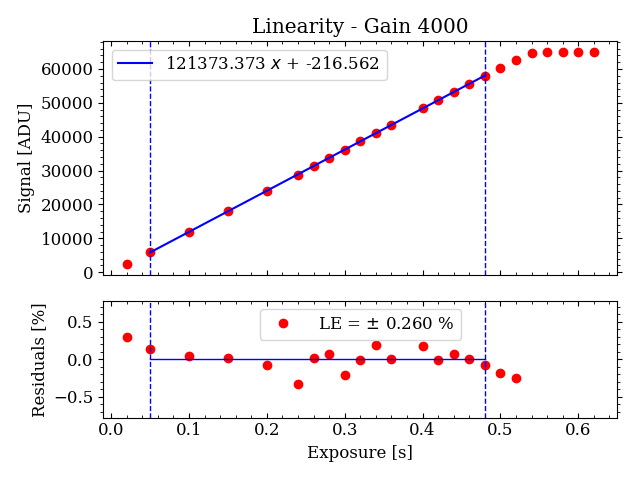 Linearity - Gain 4000
121373.373 x + -216.562
Signal [ADU]
60000
50000
40000
30000
20000
10000
0
LE = ± 0.260 %
Residuals [%]
0.5
0.0
−0.5
0.0 0.1 0.2 0.3 0.4 0.5 0.6
Exposure [s]